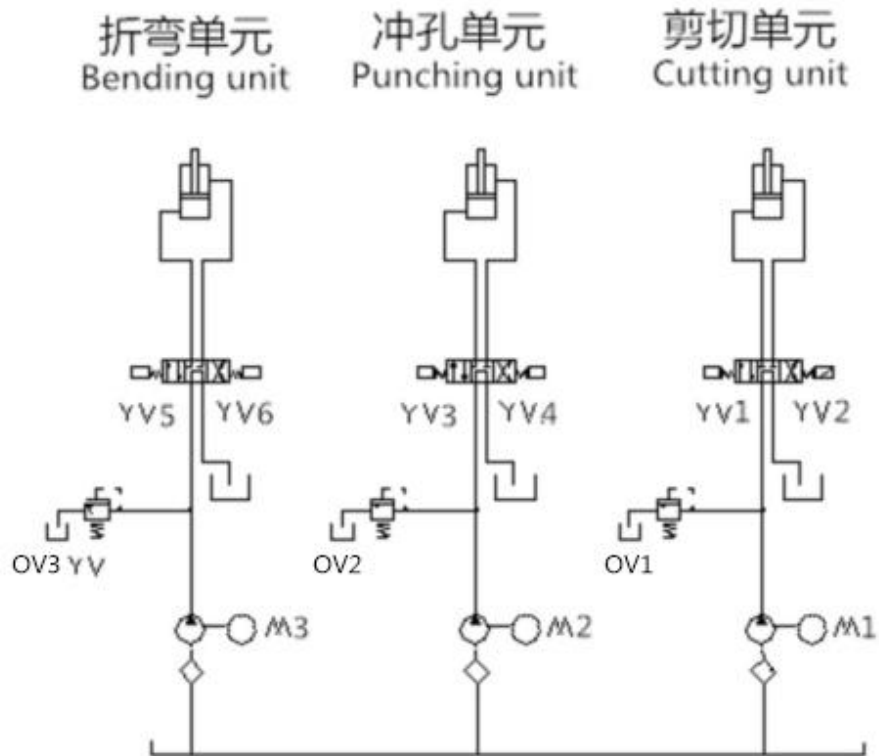 折弯单元 冲孔单元 剪切单元
Bending unit Punching unit Cutting unit
YV5 YV6 YV3 YV4 YV1 YV2
OV3 YV OV2 OV1
M3 M2 M1